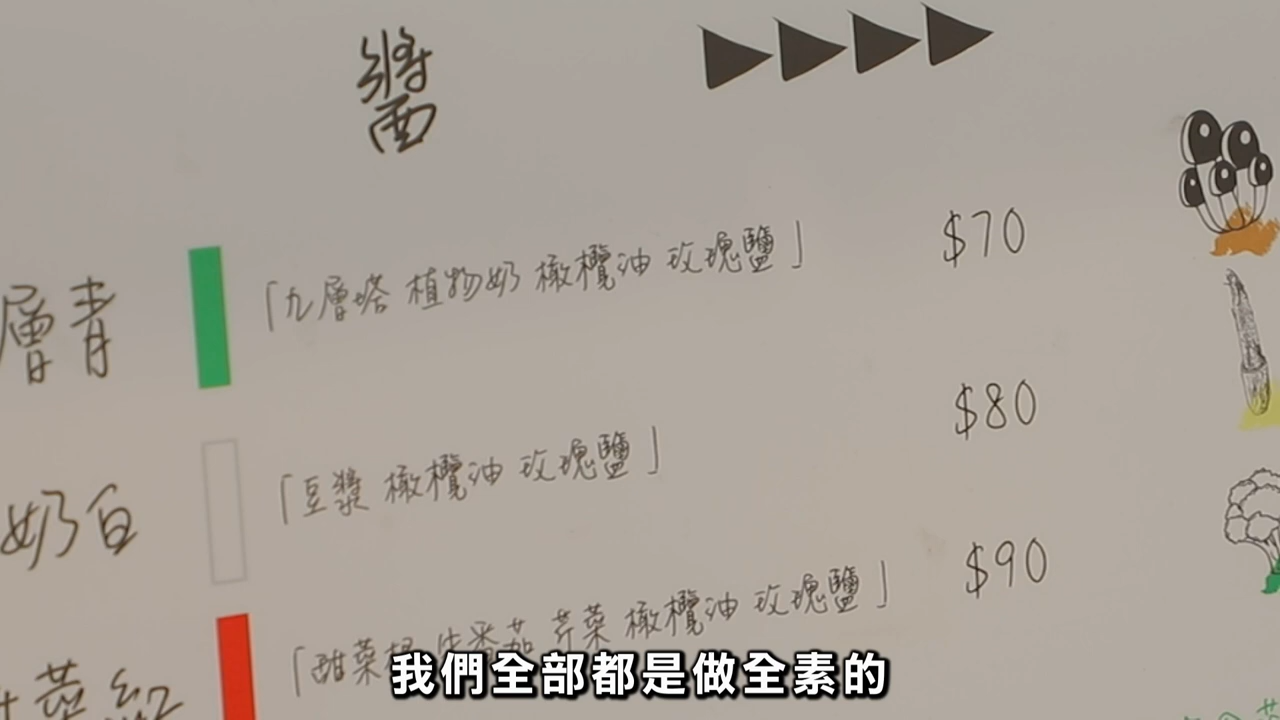 醬
層青
「九層塔 植物奶 橄欖油 玫瑰鹽」 $70
奶白
「豆漿 橄欖油 玫瑰鹽」 $80
「甜菜根 牛番茄 芹菜 橄欖油 玫瑰鹽」 $90
紅
我們全部都是做全素的